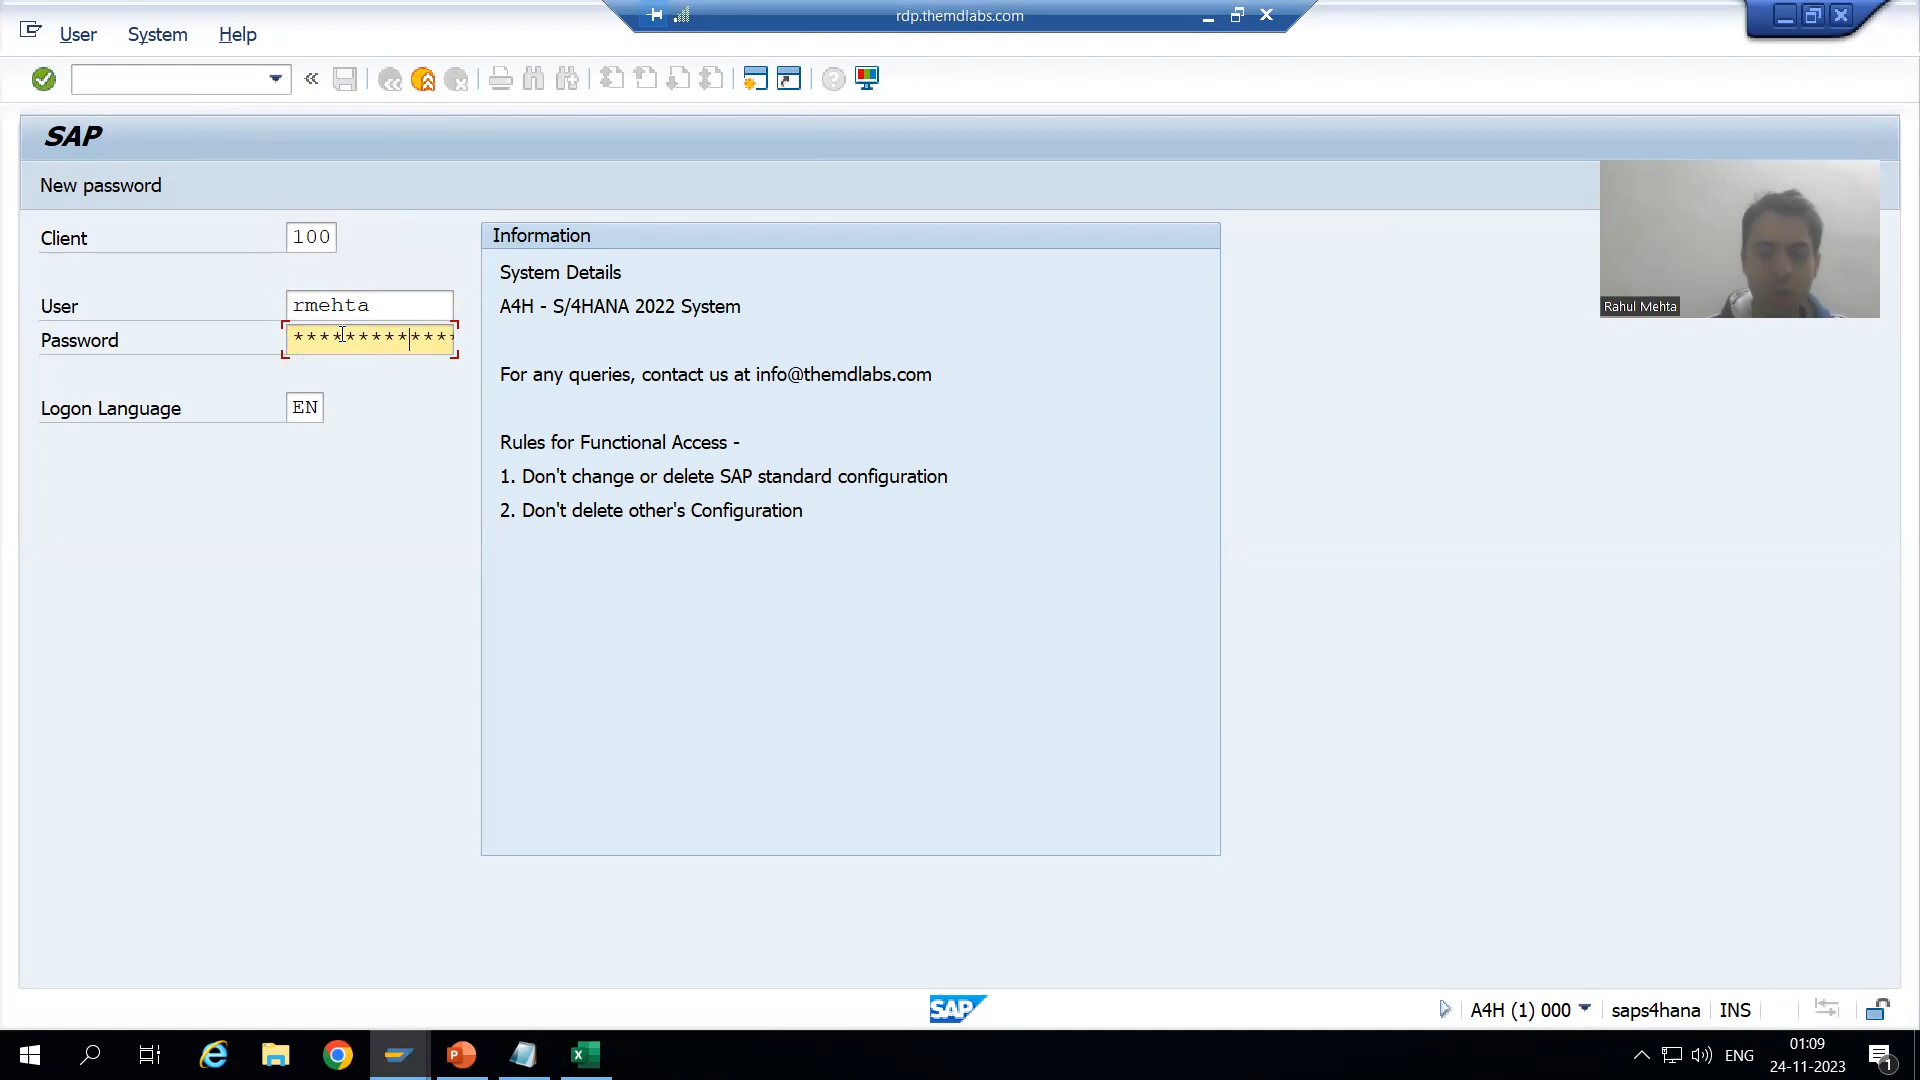 rdp.themdlabs.com
User System Help
SAP
New password
Client 100
User rmehta
Password *************
Logon Language EN
Information
System Details
A4H - S/4HANA 2022 System
For any queries, contact us at info@themdlabs.com
Rules for Functional Access -
1. Don't change or delete SAP standard configuration
2. Don't delete other's Configuration
Rahul Mehta
SAP
A4H (1) 000 saps4hana INS
ENG
01:09
24-11-2023
1